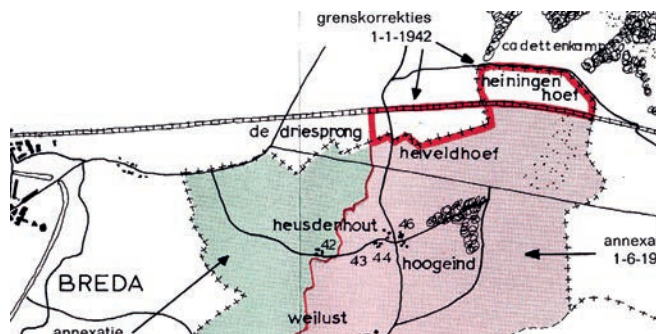 grenskorrekties
1-1-1942
cadettenkamp
heiningen
hoef
de driesprong
heveldhoef
heusdenhout
46
42
43 44
hoogeind
BREDA
annexa
1-6-19
weilust
annexatie